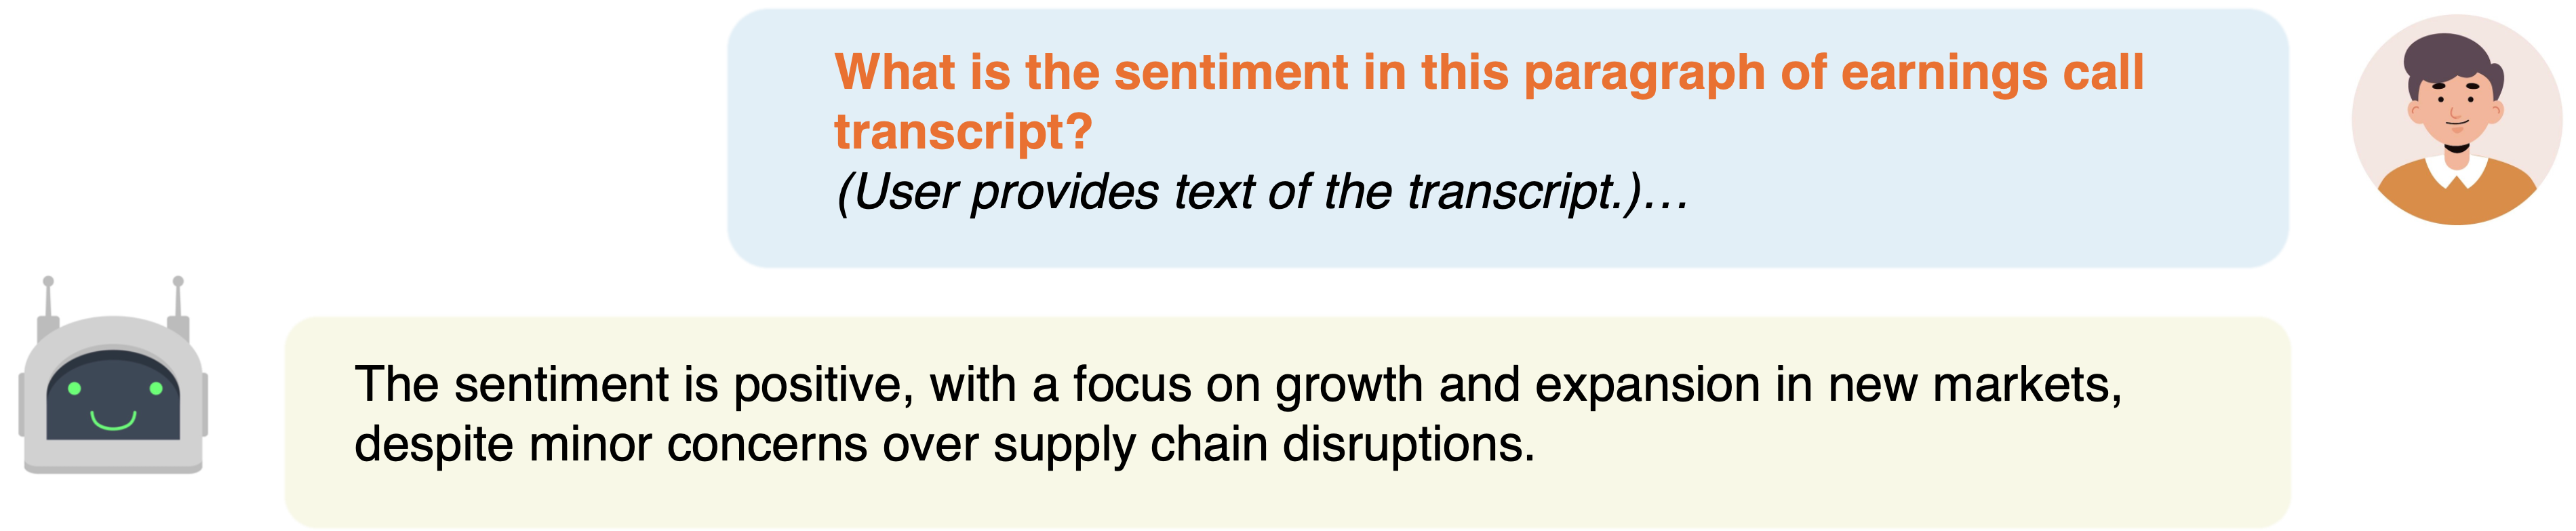 What is the sentiment in this paragraph of earnings call
transcript?
(User provides text of the transcript.)…
The sentiment is positive, with a focus on growth and expansion in new markets,
despite minor concerns over supply chain disruptions.